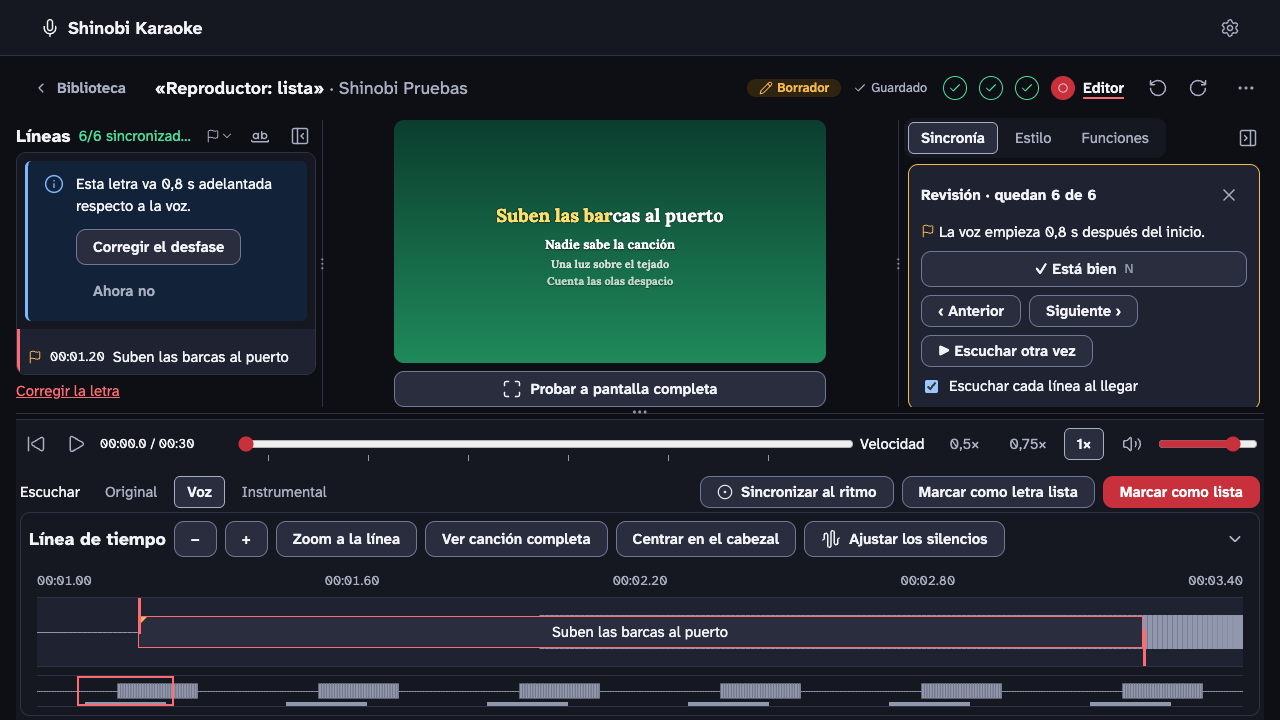 Shinobi Karaoke
Biblioteca
«Reproductor: lista» · Shinobi Pruebas
Borrador
Guardado
Editor
Líneas
6/6 sincronizad...
ab
Esta letra va 0,8 s adelantada
respecto a la voz.
Corregir el desfase
Ahora no
00:01.20 Suben las barcas al puerto
Corregir la letra
Suben las barcas al puerto
Nadie sabe la canción
Una luz sobre el tejado
Cuenta las olas despacio
Probar a pantalla completa
Sincronía
Estilo
Funciones
Revisión · quedan 6 de 6
La voz empieza 0,8 s después del inicio.
✓ Está bien N
‹ Anterior
Siguiente ›
Escuchar otra vez
Escuchar cada línea al llegar
00:00.0 / 00:30
Velocidad
0,5×
0,75×
1×
Escuchar
Original
Voz
Instrumental
Sincronizar al ritmo
Marcar como letra lista
Marcar como lista
Línea de tiempo
−
+
Zoom a la línea
Ver canción completa
Centrar en el cabezal
Ajustar los silencios
00:01.00
00:01.60
00:02.20
00:02.80
00:03.40
Suben las barcas al puerto